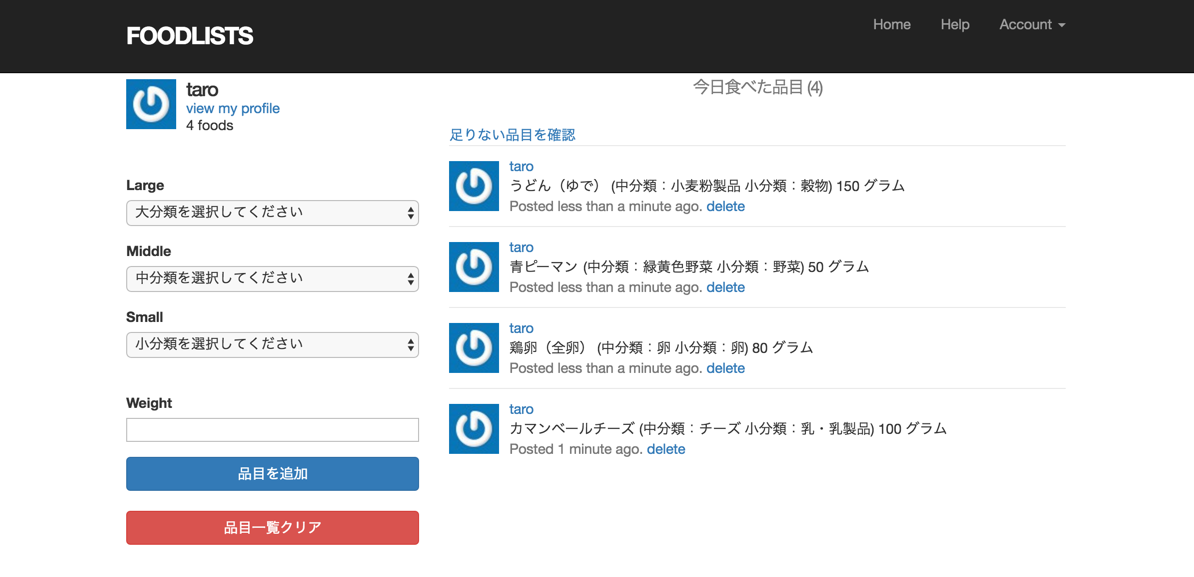 FOODLISTS
Home
Help
Account
taro
view my profile
4 foods
Large
大分類を選択してください
Middle
中分類を選択してください
Small
小分類を選択してください
Weight
品目を追加
品目一覧クリア
今日食べた品目 (4)
足りない品目を確認
taro
うどん（ゆで） (中分類：小麦粉製品 小分類：穀物) 150 グラム
Posted less than a minute ago. delete
taro
青ピーマン (中分類：緑黄色野菜 小分類：野菜) 50 グラム
Posted less than a minute ago. delete
taro
鶏卵（全卵） (中分類：卵 小分類：卵) 80 グラム
Posted less than a minute ago. delete
taro
カマンベールチーズ (中分類：チーズ 小分類：乳・乳製品) 100 グラム
Posted 1 minute ago. delete